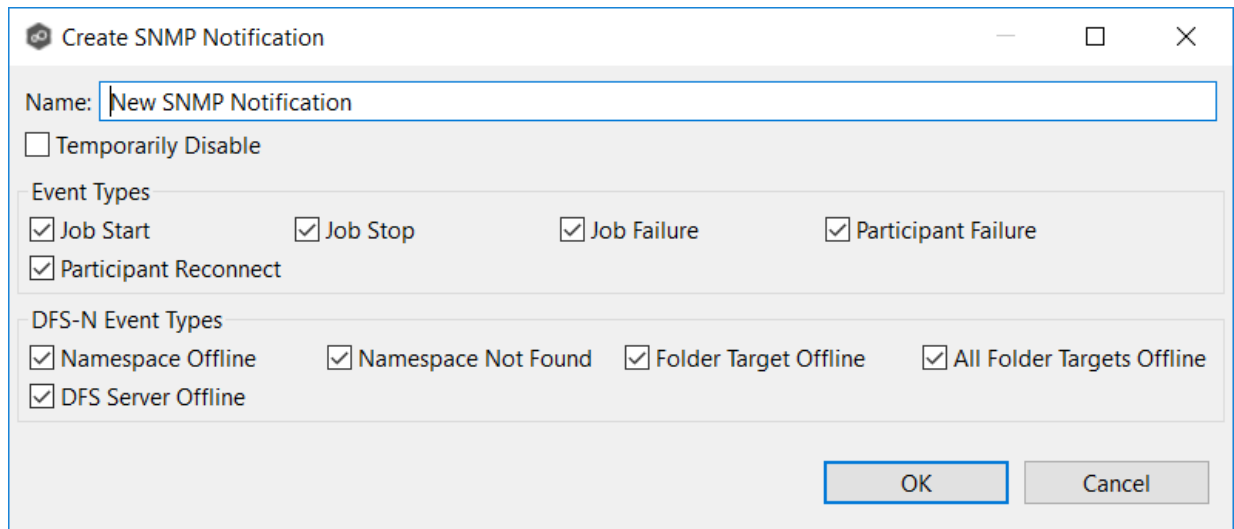 Create SNMP Notification
Name: New SNMP Notification
Temporarily Disable
Event Types
Job Start Job Stop Job Failure Participant Failure
Participant Reconnect
DFS-N Event Types
Namespace Offline Namespace Not Found Folder Target Offline All Folder Targets Offline
DFS Server Offline
OK Cancel